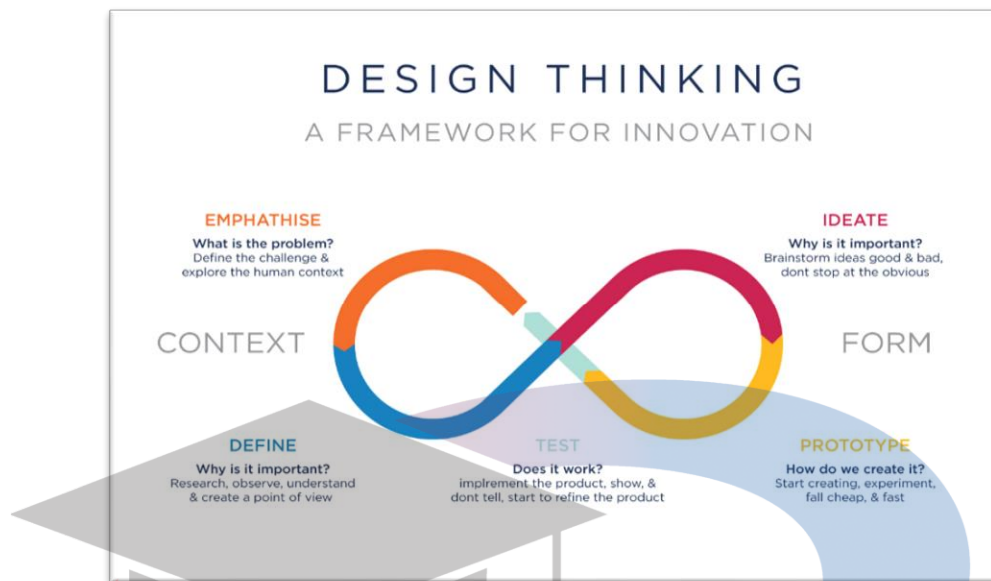 DESIGN THINKING
A FRAMEWORK FOR INNOVATION
EMPHATHISE
What is the problem?
Define the challenge &
explore the human context
IDEATE
Why is it important?
Brainstorm ideas good & bad,
dont stop at the obvious
CONTEXT
FORM
DEFINE
Why is it important?
Research, observe, understand
& create a point of view
TEST
Does it work?
imprement the product, show, &
dont tell, start to refine the product
PROTOTYPE
How do we create it?
Start creating, experiment,
fall cheap, & fast